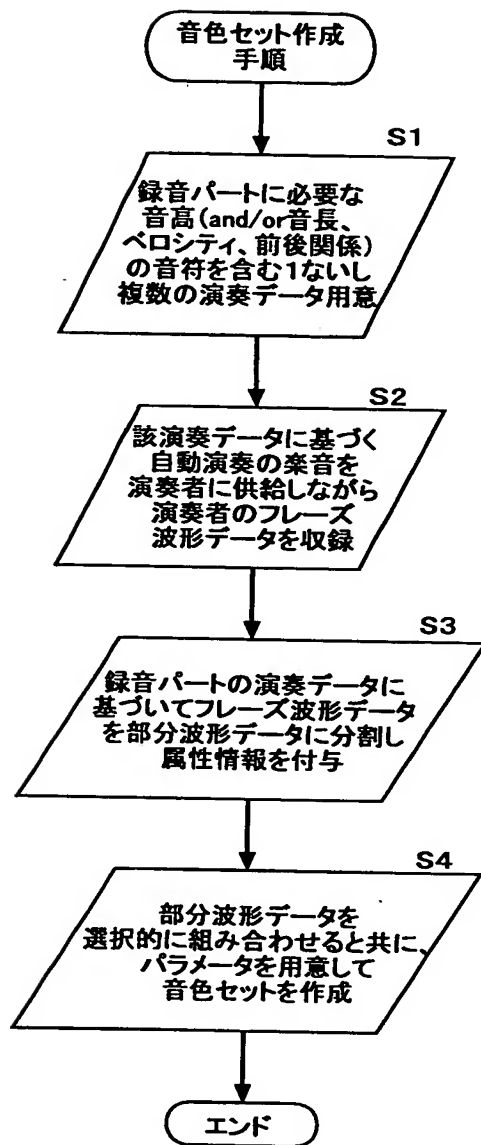 音色セット作成
手順
S1
録音パートに必要な
音高(and/or音長、
ベロシティ、前後関係)
の音符を含む1ないし
複数の演奏データ用意
S2
該演奏データに基づく
自動演奏の楽音を
演奏者に供給しながら
演奏者のフレーズ
波形データを収録
S3
録音パートの演奏データに
基づいてフレーズ波形データ
を部分波形データに分割し
属性情報を付与
S4
部分波形データを
選択的に組み合わせると共に、
パラメータを用意して
音色セットを作成
エンド